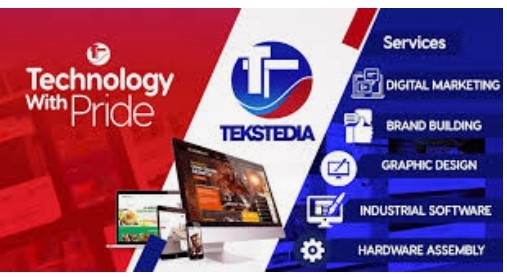 Technology
With Pride
TEKSTEDIA
Services
DIGITAL MARKETING
BRAND BUILDING
GRAPHIC DESIGN
INDUSTRIAL SOFTWARE
HARDWARE ASSEMBLY